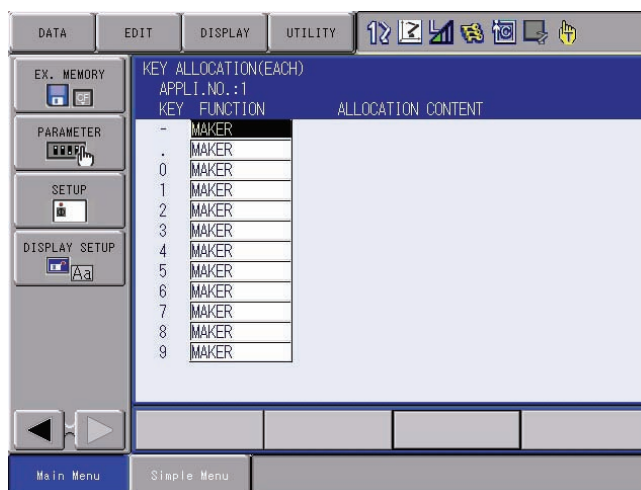 DATA EDIT DISPLAY UTILITY
EX. MEMORY
CF
PARAMETER
SETUP
DISPLAY SETUP
Aa
KEY ALLOCATION(EACH)
APPLI.NO.:1
KEY FUNCTION ALLOCATION CONTENT
- MAKER
. MAKER
0 MAKER
1 MAKER
2 MAKER
3 MAKER
4 MAKER
5 MAKER
6 MAKER
7 MAKER
8 MAKER
9 MAKER
Main Menu Simple Menu